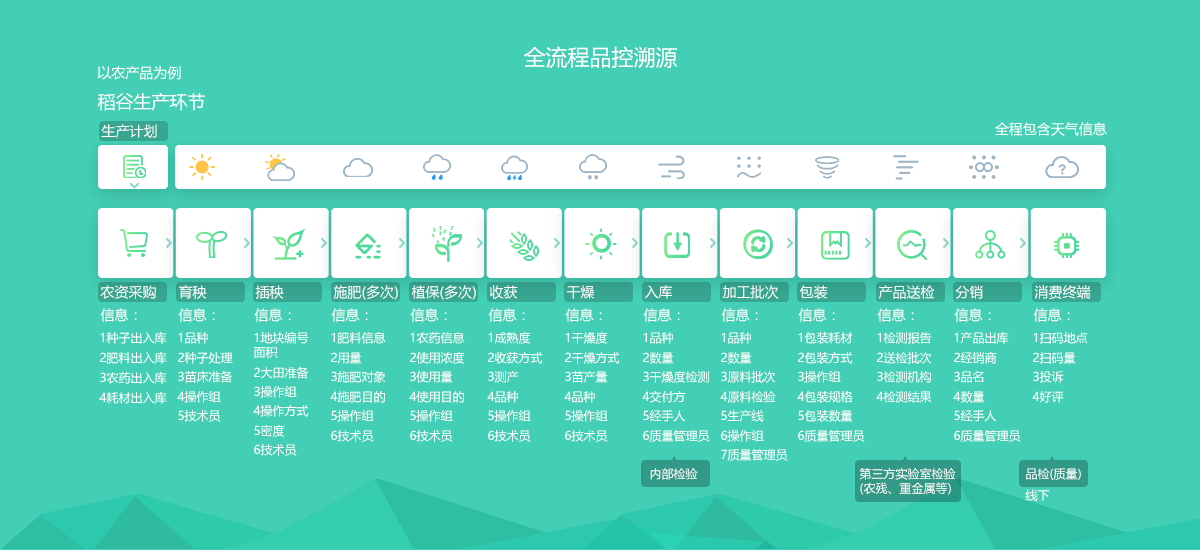 全流程品控溯源
以农产品为例
稻谷生产环节
生产计划
全程包含天气信息
?
农资采购
信息：
1种子出入库
2肥料出入库
3农药出入库
4耗材出入库
育秧
信息：
1品种
2种子处理
3苗床准备
4操作组
5技术员
插秧
信息：
1地块编号
面积
2大田准备
3操作组
4操作方式
5密度
6技术员
施肥(多次)
信息：
1肥料信息
2用量
3施肥对象
4施肥目的
5操作组
6技术员
植保(多次)
信息：
1农药信息
2使用浓度
3使用量
4使用目的
5操作组
6技术员
收获
信息：
1成熟度
2收获方式
3测产
4品种
5操作组
6技术员
干燥
信息：
1干燥度
2干燥方式
3苗产量
4品种
5操作组
6技术员
入库
信息：
1品种
2数量
3干燥度检测
4交付方
5经手人
6质量管理员
内部检验
加工批次
信息：
1品种
2数量
3原料批次
4原料检验
5生产线
6操作组
7质量管理员
包装
信息：
1包装耗材
2包装方式
3操作组
4包装规格
5包装数量
6质量管理员
产品送检
信息：
1检测报告
2送检批次
3检测机构
4检测结果
第三方实验室检验
(农残、重金属等)
分销
信息：
1产品出库
2经销商
3品名
4数量
5经手人
6质量管理员
消费终端
信息：
1扫码地点
2扫码量
3投诉
4好评
品检(质量)
线下